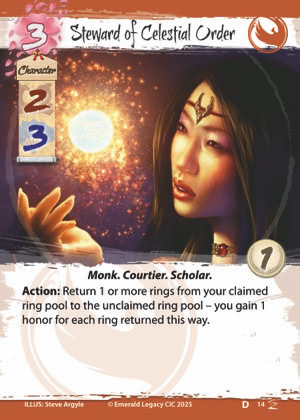 3
Steward of Celestial Order
Character
2
3
1
Monk. Courtier. Scholar.
Action: Return 1 or more rings from your claimed
ring pool to the unclaimed ring pool – you gain 1
honor for each ring returned this way.
ILLUS: Steve Argyle © Emerald Legacy CIC 2025 D 14